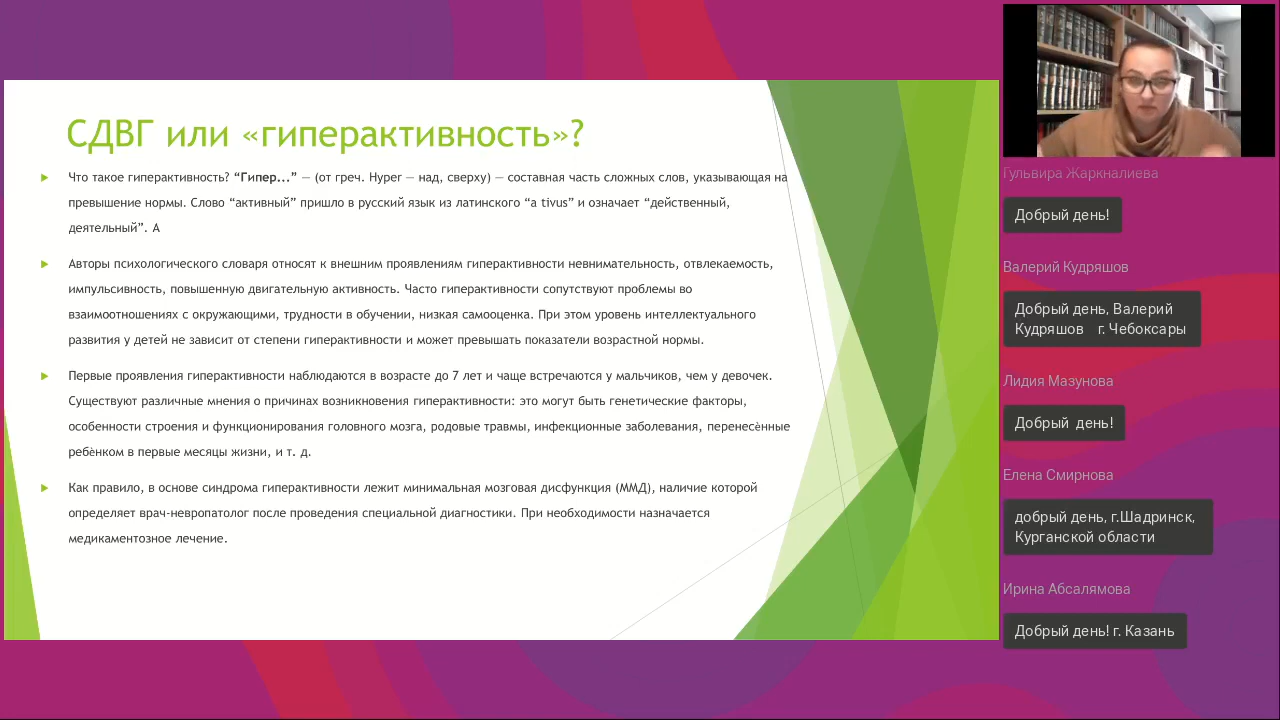 СДВГ или «гиперактивность»?
Что такое гиперактивность? “Гипер...” — (от греч. Hyper — над, сверху) — составная часть сложных слов, указывающая на
превышение нормы. Слово “активный” пришло в русский язык из латинского “а tivus” и означает “действенный,
деятельный”. А
Авторы психологического словаря относят к внешним проявлениям гиперактивности невнимательность, отвлекаемость,
импульсивность, повышенную двигательную активность. Часто гиперактивности сопутствуют проблемы во
взаимоотношениях с окружающими, трудности в обучении, низкая самооценка. При этом уровень интеллектуального
развития у детей не зависит от степени гиперактивности и может превышать показатели возрастной нормы.
Первые проявления гиперактивности наблюдаются в возрасте до 7 лет и чаще встречаются у мальчиков, чем у девочек.
Существуют различные мнения о причинах возникновения гиперактивности: это могут быть генетические факторы,
особенности строения и функционирования головного мозга, родовые травмы, инфекционные заболевания, перенесѐнные
ребѐнком в первые месяцы жизни, и т. д.
Как правило, в основе синдрома гиперактивности лежит минимальная мозговая дисфункция (ММД), наличие которой
определяет врач-невропатолог после проведения специальной диагностики. При необходимости назначается
медикаментозное лечение.
Гульвира Жаркналиева
Добрый день!
Валерий Кудряшов
Добрый день, Валерий
Кудряшов г. Чебоксары
Лидия Мазунова
Добрый день!
Елена Смирнова
добрый день, г.Шадринск,
Курганской области
Ирина Абсалямова
Добрый день! г. Казань